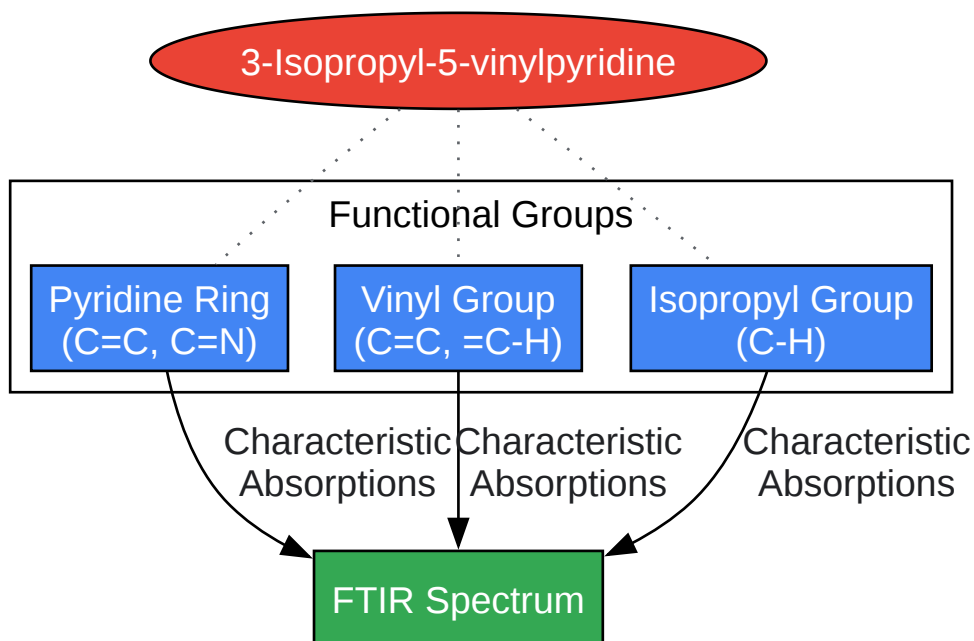 3-Isopropyl-5-vinylpyridine
Functional Groups
Pyridine Ring
(C=C, C=N)
Vinyl Group
(C=C, =C-H)
Isopropyl Group
(C-H)
Characteristic
Absorptions
Characteristic
Absorptions
Characteristic
Absorptions
FTIR Spectrum